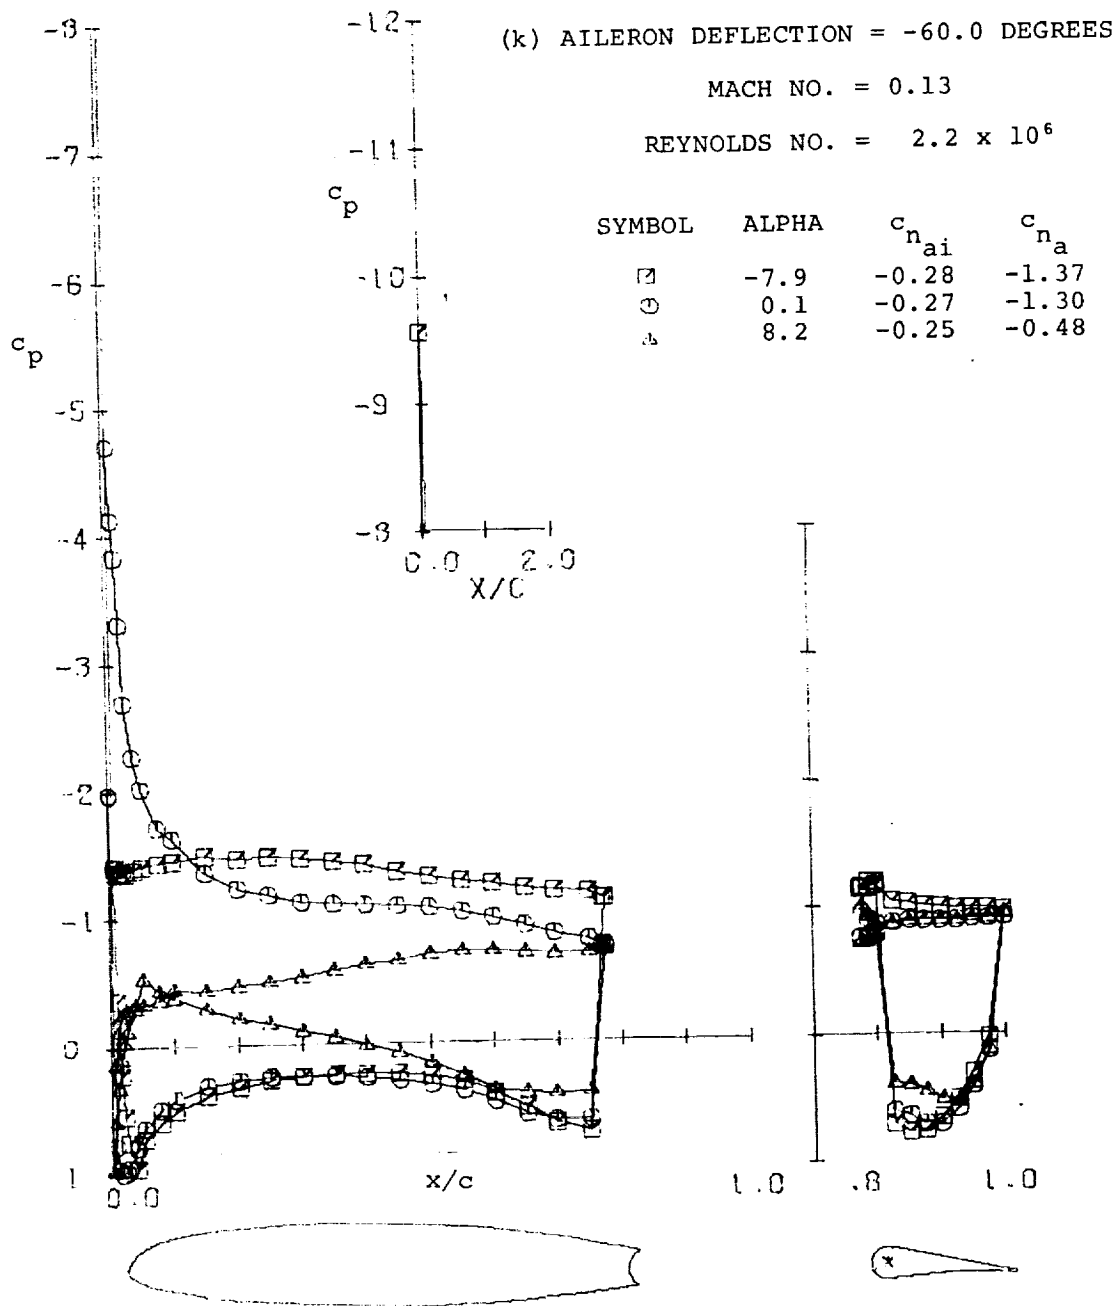 (k) AILERON DEFLECTION = -60.0 DEGREES
MACH NO. = 0.13
REYNOLDS NO. = 2.2 x 10⁶
SYMBOL ALPHA c_n_ai c_n_a
-7.9 -0.28 -1.37
0.1 -0.27 -1.30
8.2 -0.25 -0.48
-12
-11
c_p
-10
-9
-8
0.0 2.0
X/C
-8
-7
-6
c_p
-5
-4
-3
-2
-1
0
1
0.0 x/c 1.0 .8 1.0